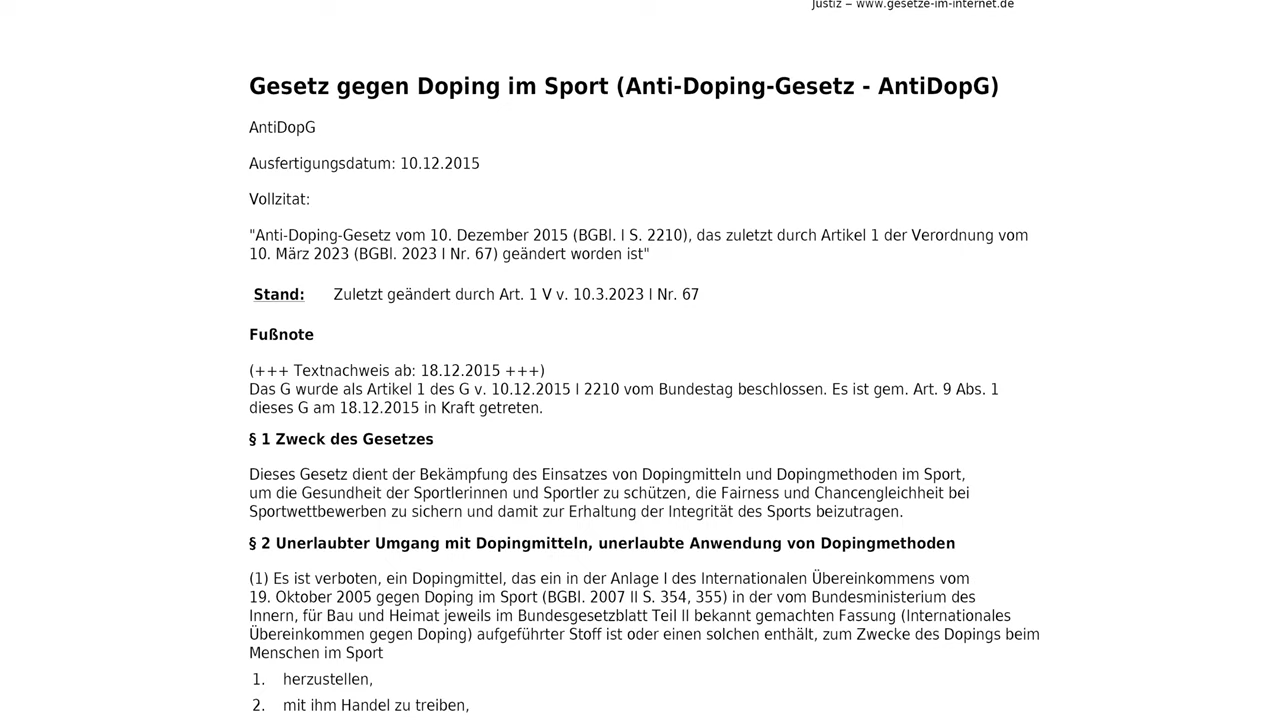 Justiz – www.gesetze-im-internet.de
Gesetz gegen Doping im Sport (Anti-Doping-Gesetz - AntiDopG)
AntiDopG
Ausfertigungsdatum: 10.12.2015
Vollzitat:
"Anti-Doping-Gesetz vom 10. Dezember 2015 (BGBl. I S. 2210), das zuletzt durch Artikel 1 der Verordnung vom
10. März 2023 (BGBl. 2023 I Nr. 67) geändert worden ist"
Stand: Zuletzt geändert durch Art. 1 V v. 10.3.2023 I Nr. 67
Fußnote
(+++ Textnachweis ab: 18.12.2015 +++)
Das G wurde als Artikel 1 des G v. 10.12.2015 I 2210 vom Bundestag beschlossen. Es ist gem. Art. 9 Abs. 1
dieses G am 18.12.2015 in Kraft getreten.
§ 1 Zweck des Gesetzes
Dieses Gesetz dient der Bekämpfung des Einsatzes von Dopingmitteln und Dopingmethoden im Sport,
um die Gesundheit der Sportlerinnen und Sportler zu schützen, die Fairness und Chancengleichheit bei
Sportwettbewerben zu sichern und damit zur Erhaltung der Integrität des Sports beizutragen.
§ 2 Unerlaubter Umgang mit Dopingmitteln, unerlaubte Anwendung von Dopingmethoden
(1) Es ist verboten, ein Dopingmittel, das ein in der Anlage I des Internationalen Übereinkommens vom
19. Oktober 2005 gegen Doping im Sport (BGBl. 2007 II S. 354, 355) in der vom Bundesministerium des
Innern, für Bau und Heimat jeweils im Bundesgesetzblatt Teil II bekannt gemachten Fassung (Internationales
Übereinkommen gegen Doping) aufgeführter Stoff ist oder einen solchen enthält, zum Zwecke des Dopings beim
Menschen im Sport
1. herzustellen,
2. mit ihm Handel zu treiben,